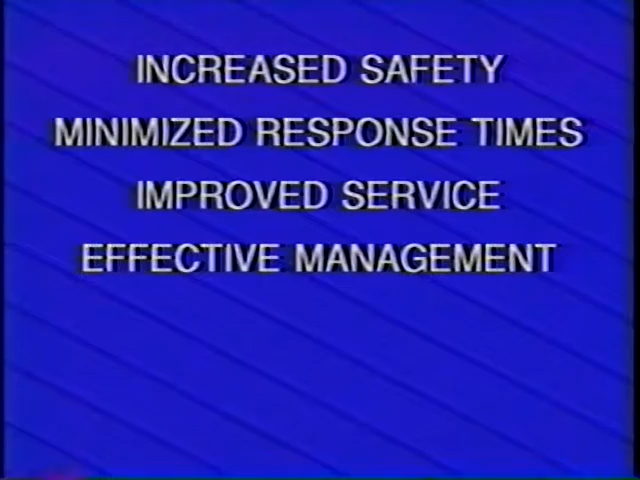 INCREASED SAFETY
MINIMIZED RESPONSE TIMES
IMPROVED SERVICE
EFFECTIVE MANAGEMENT